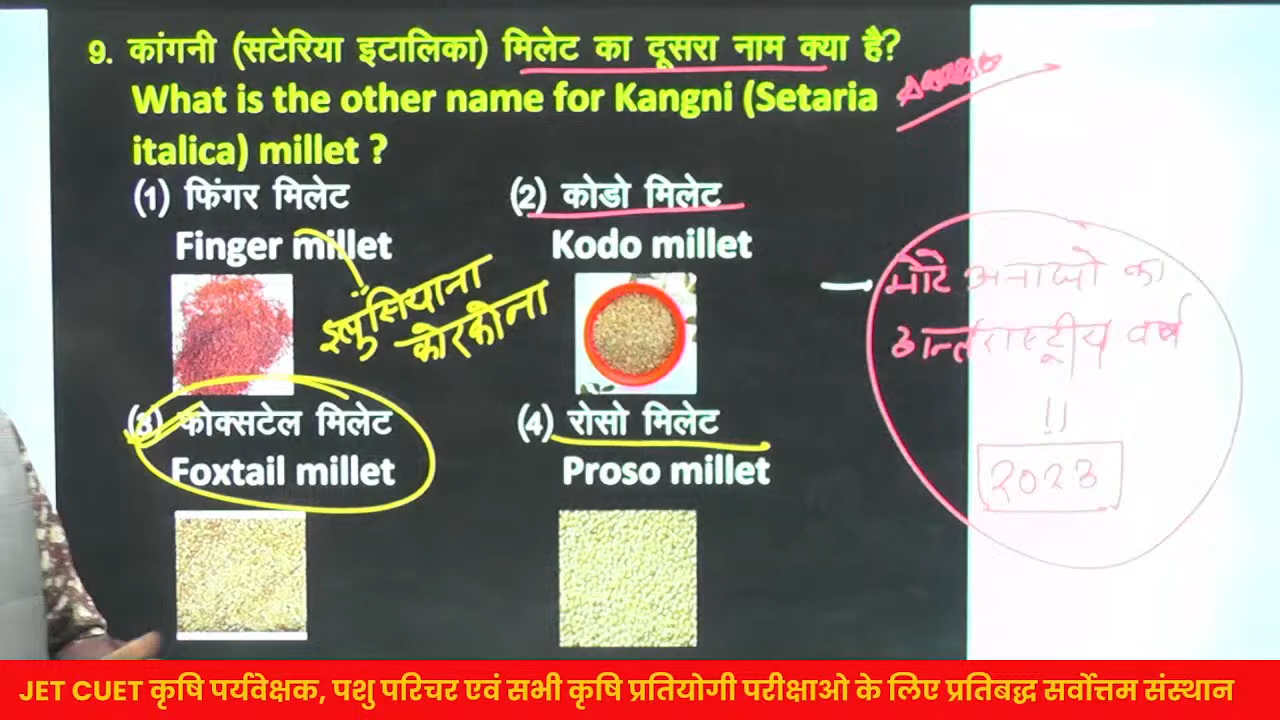 9. कांगनी (सटेरिया इटालिका) मिलेट का दूसरा नाम क्या है?
What is the other name for Kangni (Setaria
italica) millet ?
(1) फिंगर मिलेट
Finger millet
(2) कोडो मिलेट
Kodo millet
इल्युसियाना
कोरकोना
(3) फोक्सटेल मिलेट
Foxtail millet
(4) रोसो मिलेट
Proso millet
मोटे अनाजो का
अन्तर्राष्ट्रीय वर्ष
2023
JET CUET कृषि पर्यवेक्षक, पशु परिचर एवं सभी कृषि प्रतियोगी परीक्षाओ के लिए प्रतिबद्ध सर्वोत्तम संस्थान